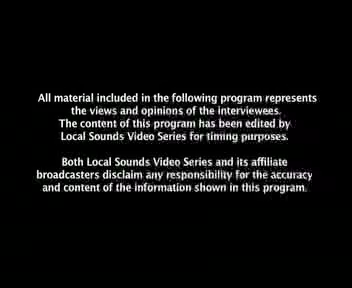 All material included in the following program represents
the views and opinions of the interviewees.
The content of this program has been edited by
Local Sounds Video Series for timing purposes.
Both Local Sounds Video Series and its affiliate
broadcasters disclaim any responsibility for the accuracy
and content of the information shown in this program.